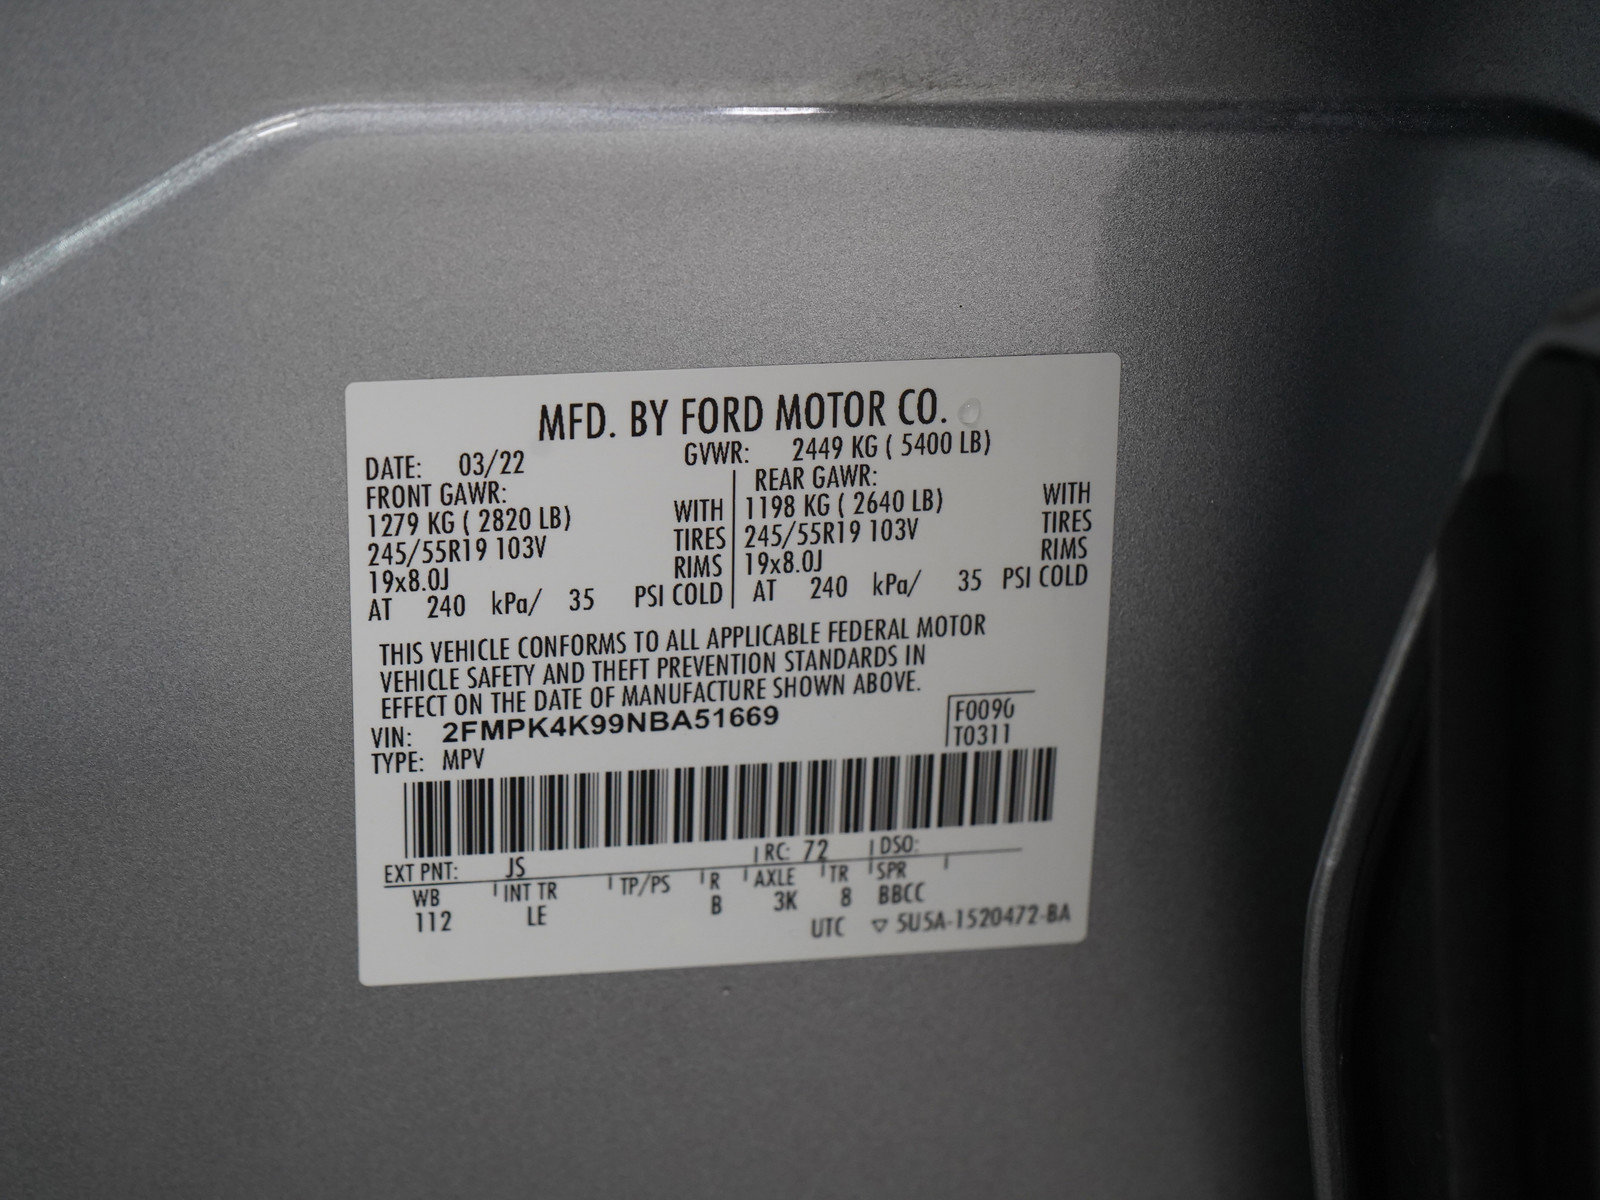 MFD. BY FORD MOTOR CO.
DATE: 03/22 GVWR: 2449 KG ( 5400 LB)
FRONT GAWR: REAR GAWR:
1279 KG ( 2820 LB) WITH 1198 KG ( 2640 LB) WITH
245/55R19 103V TIRES 245/55R19 103V TIRES
19x8.0J RIMS 19x8.0J RIMS
AT 240 kPa/ 35 PSI COLD AT 240 kPa/ 35 PSI COLD
THIS VEHICLE CONFORMS TO ALL APPLICABLE FEDERAL MOTOR
VEHICLE SAFETY AND THEFT PREVENTION STANDARDS IN
EFFECT ON THE DATE OF MANUFACTURE SHOWN ABOVE.
VIN: 2FMPK4K99NBA51669 F0090
TYPE: MPV T0311
EXT PNT: JS RC: 72 DSO:
WB INT TR TP/PS R AXLE TR SPR
112 LE B 3K 8 BBCC
UTC ▽ 5U5A-1520472-BA